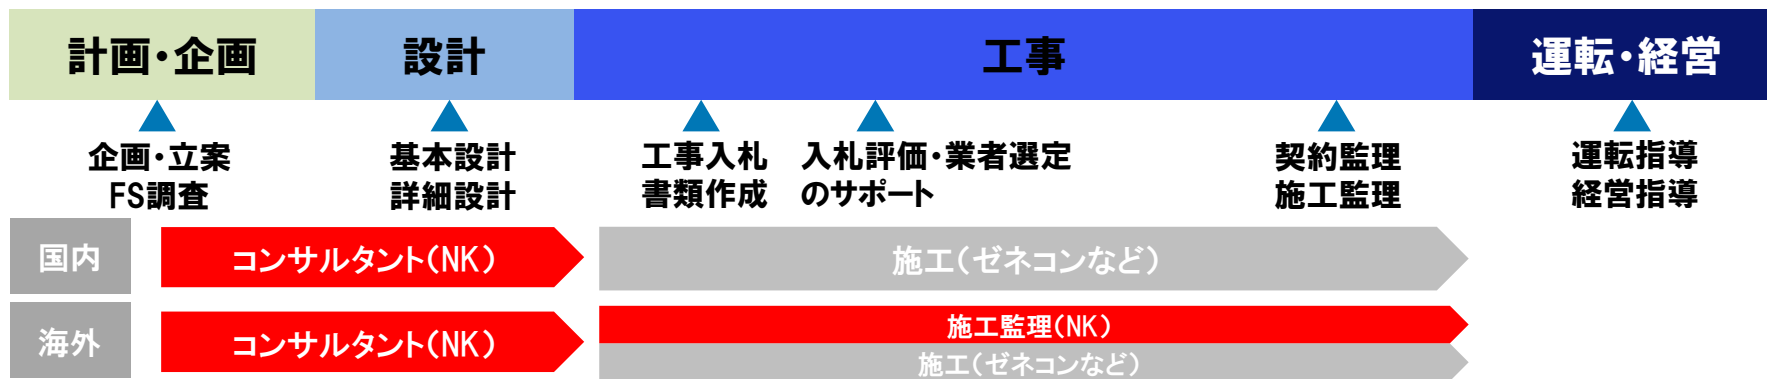 計画・企画
設計
工事
運転・経営
企画・立案
FS調査
基本設計
詳細設計
工事入札
書類作成
入札評価・業者選定
のサポート
契約監理
施工監理
運転指導
経営指導
国内
コンサルタント(NK)
施工(ゼネコンなど)
海外
コンサルタント(NK)
施工監理(NK)
施工(ゼネコンなど)